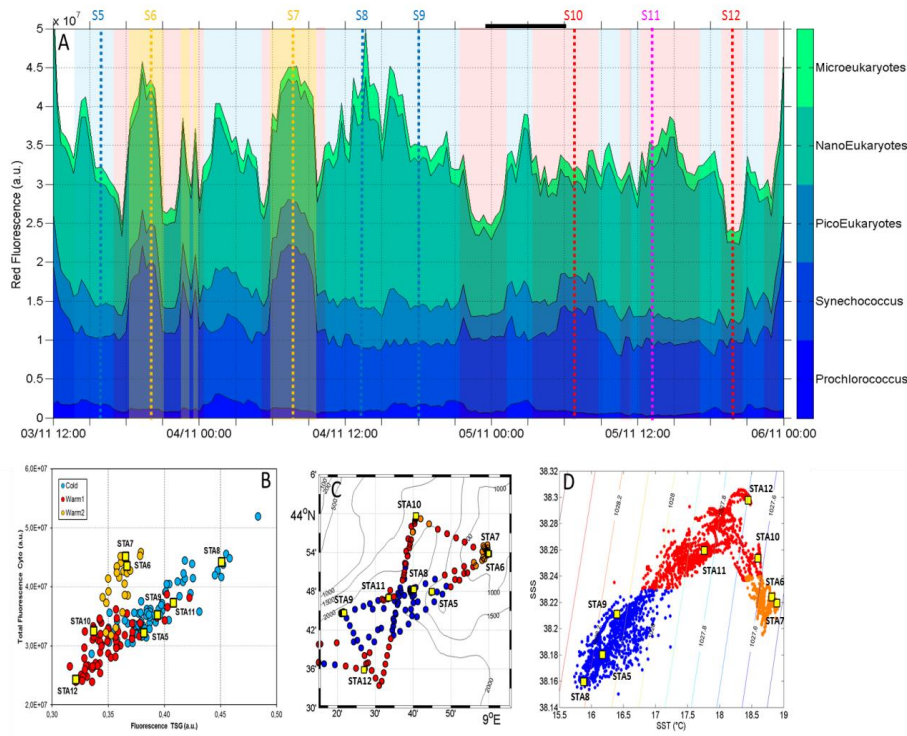 5 x 10⁷ S5 S6 S7 S8 S9 S10 S11 S12
A
4.5
4
3.5
3
2.5
2
1.5
1
0.5
0
Red Fluorescence (a.u.)
03/11 12:00 04/11 00:00 04/11 12:00 05/11 00:00 05/11 12:00 06/11 00:00
Microeukaryotes
NanoEukaryotes
PicoEukaryotes
Synechococcus
Prochlorococcus
B
Cold
Warm1
Warm2
6,0E+07
5,0E+07
4,0E+07
3,0E+07
2,0E+07
Total Fluorescence Cyto. (a.u.)
STA7
STA6
STA8
STA9
STA11
STA10
STA5
STA12
0,30 0,35 0,40 0,45 0,50
Fluorescence TSG (a.u.)
C
6'
44°N
54'
48'
42'
36'
30'
STA10
STA7
STA8
STA6
STA11
STA9
STA5
STA12
500
1000
1000
1500
2000
2000
20' 30' 40' 50' 9°E
D
38.32
38.3
38.28
38.26
38.24
38.22
38.2
38.18
38.16
38.14
SSS
1028.2
1028
1027.8
1027.8
1027.6
1027.6
STA12
STA10
STA11
STA6
STA7
STA9
STA5
STA8
15.5 16 16.5 17 17.5 18 18.5 19
SST (°C)